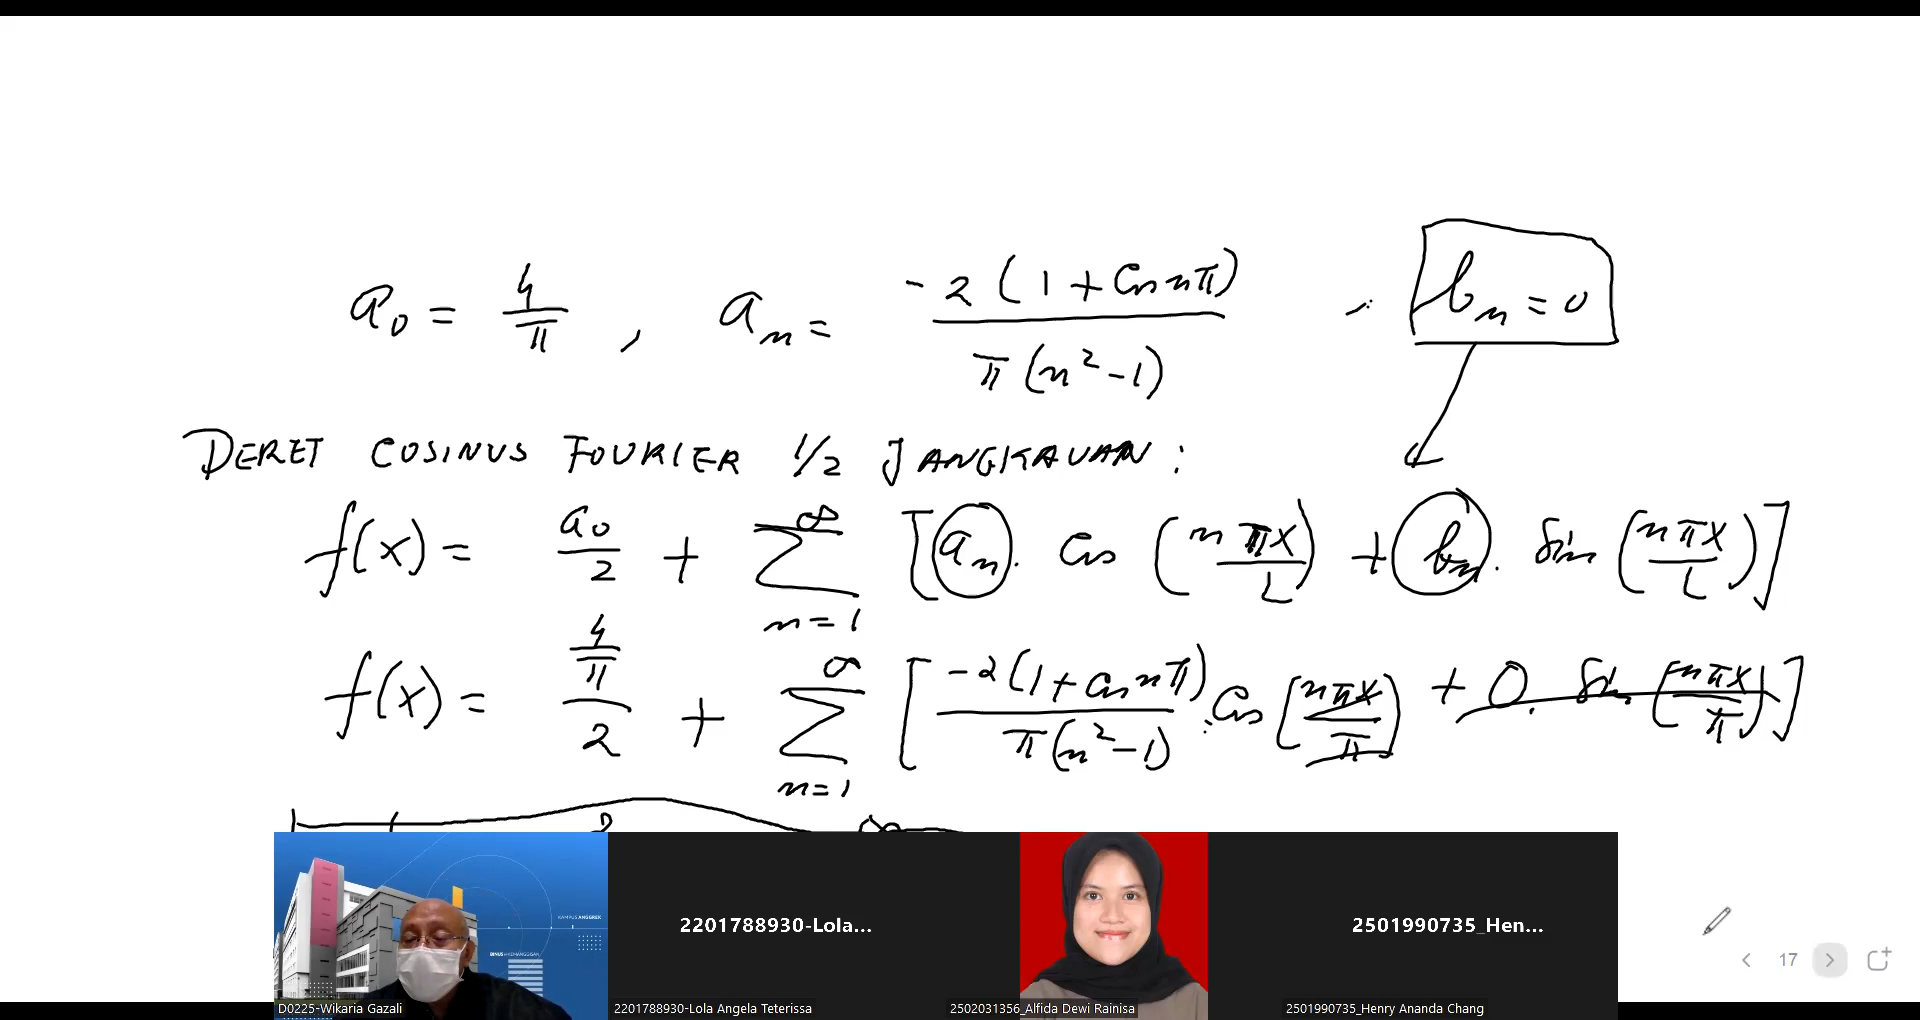 a₀ = 4/π , aₙ = -2(1+Cos nπ) / π(n²-1) , bₙ = 0
DERET COSINUS FOURIER 1/2 JANGKAUAN :
f(x) = a₀/2 + ∑ₙ₌₁^∞ [aₙ . Cos (nπx/L) + bₙ . Sin (nπx/L)]
f(x) = (4/π)/2 + ∑ₙ₌₁^∞ [-2(1+Cos nπ) / π(n²-1) . Cos (nπx/π) + 0 . Sin (nπx/π)]
KAMPUS ANGGREK
2201788930-Lola...
2501990735_Hen...
17
D0225-Wikaria Gazali
2201788930-Lola Angela Teterissa
2502031356_Alfida Dewi Rainisa
2501990735_Henry Ananda Chang